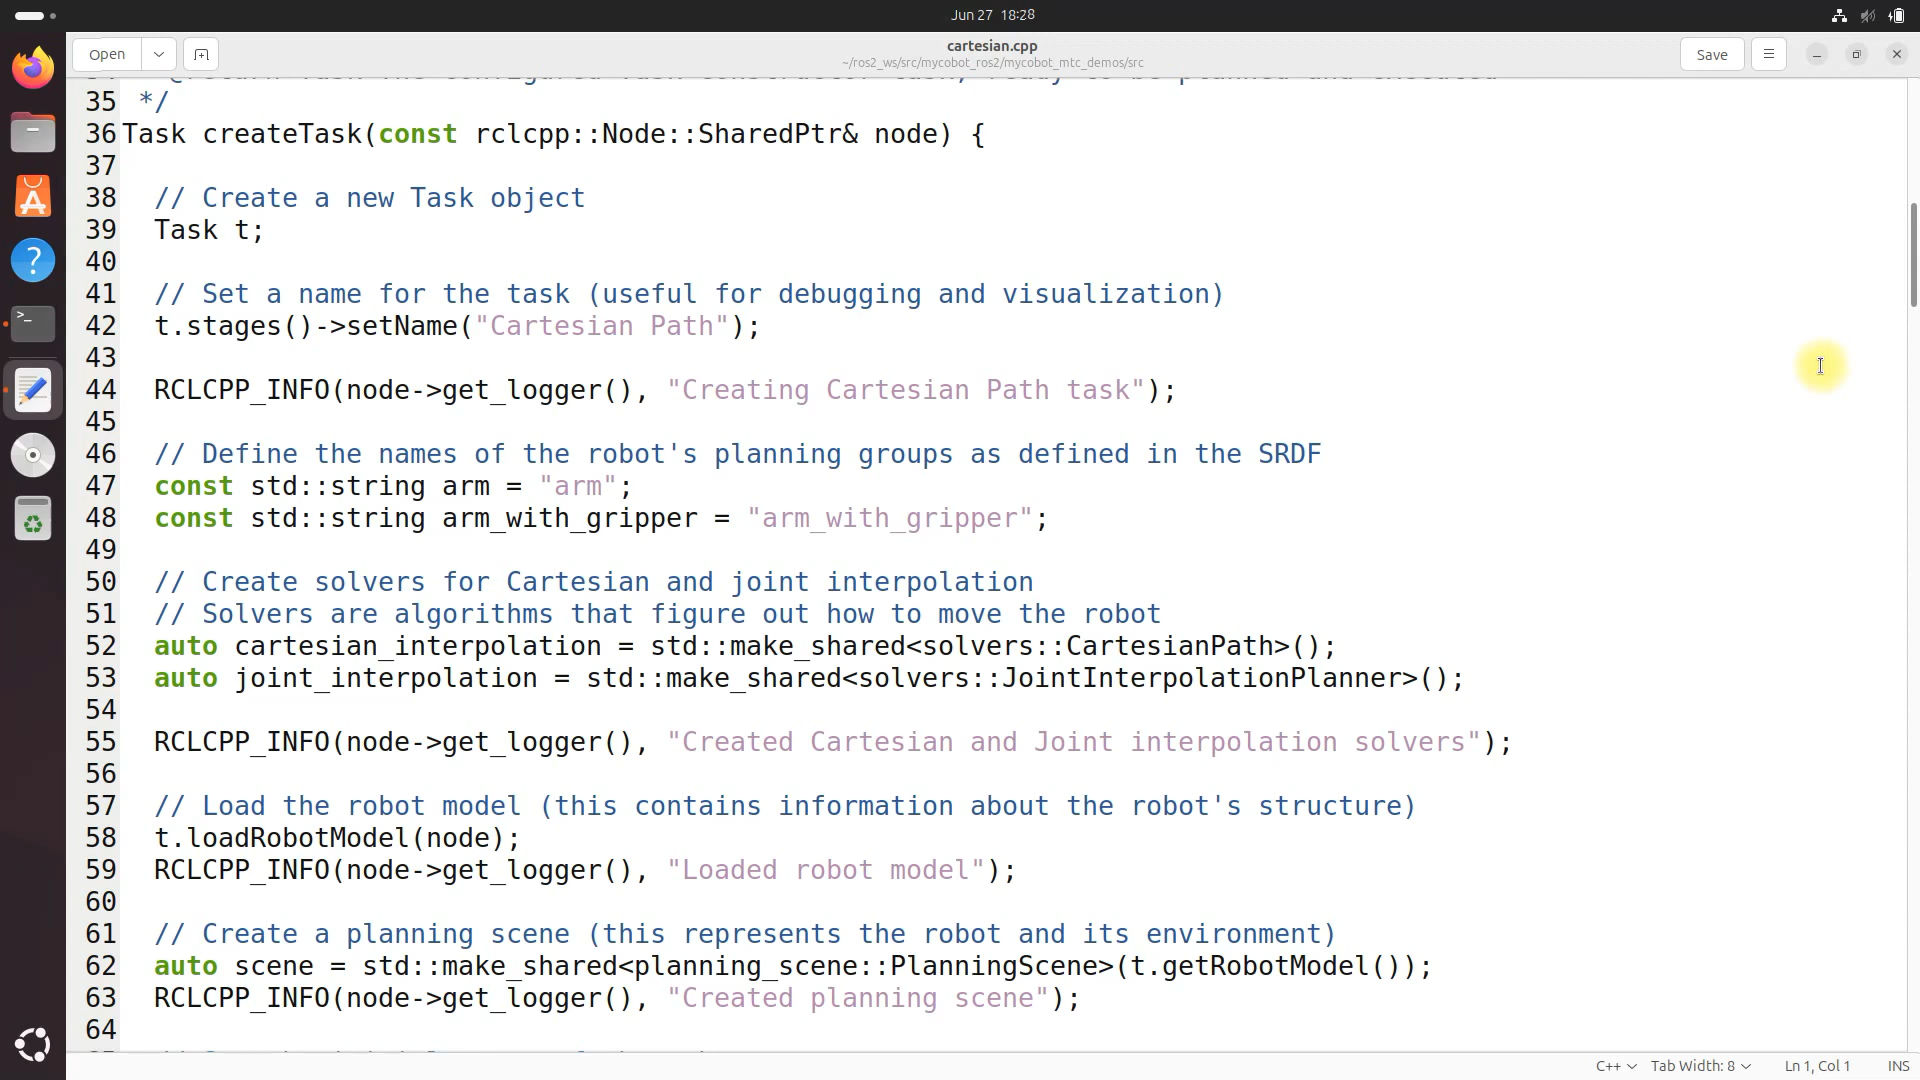 Jun 27 18:28
Open
cartesian.cpp
~/ros2_ws/src/mycobot_ros2/mycobot_mtc_demos/src
Save
35 */
36 Task createTask(const rclcpp::Node::SharedPtr& node) {
37
38 // Create a new Task object
39 Task t;
40
41 // Set a name for the task (useful for debugging and visualization)
42 t.stages()->setName("Cartesian Path");
43
44 RCLCPP_INFO(node->get_logger(), "Creating Cartesian Path task");
45
46 // Define the names of the robot's planning groups as defined in the SRDF
47 const std::string arm = "arm";
48 const std::string arm_with_gripper = "arm_with_gripper";
49
50 // Create solvers for Cartesian and joint interpolation
51 // Solvers are algorithms that figure out how to move the robot
52 auto cartesian_interpolation = std::make_shared<solvers::CartesianPath>();
53 auto joint_interpolation = std::make_shared<solvers::JointInterpolationPlanner>();
54
55 RCLCPP_INFO(node->get_logger(), "Created Cartesian and Joint interpolation solvers");
56
57 // Load the robot model (this contains information about the robot's structure)
58 t.loadRobotModel(node);
59 RCLCPP_INFO(node->get_logger(), "Loaded robot model");
60
61 // Create a planning scene (this represents the robot and its environment)
62 auto scene = std::make_shared<planning_scene::PlanningScene>(t.getRobotModel());
63 RCLCPP_INFO(node->get_logger(), "Created planning scene");
64
C++ Tab Width: 8 Ln 1, Col 1 INS